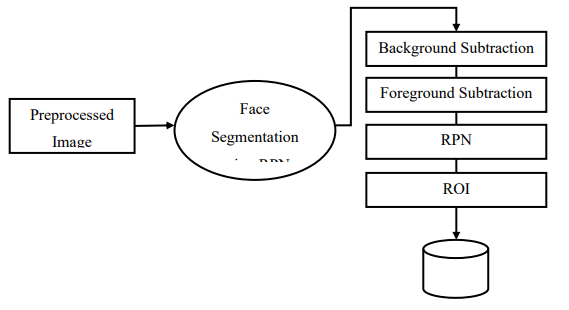 Preprocessed
Image
Face
Segmentation
Background Subtraction
Foreground Subtraction
RPN
ROI